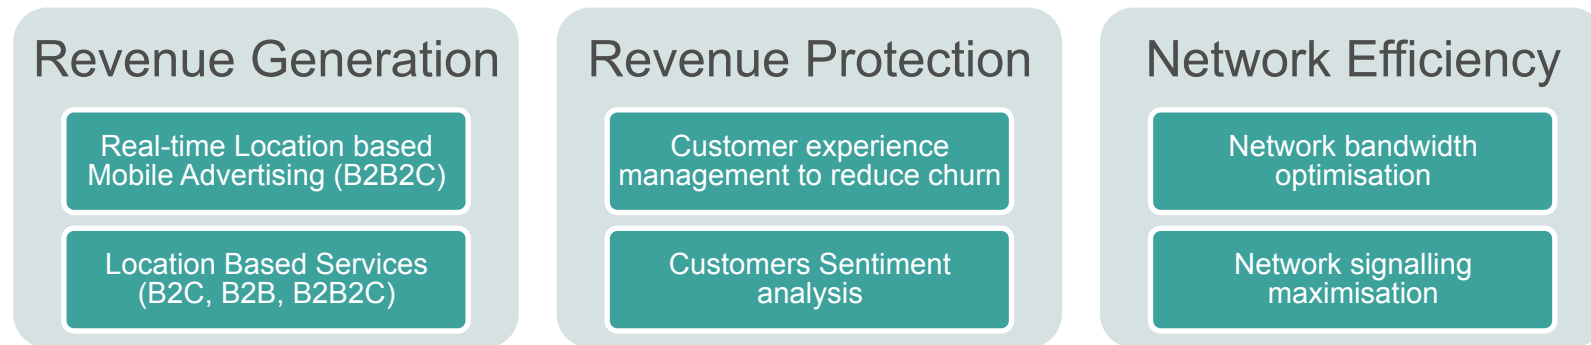 Revenue Generation
Real-time Location based
Mobile Advertising (B2B2C)
Location Based Services
(B2C, B2B, B2B2C)
Revenue Protection
Customer experience
management to reduce churn
Customers Sentiment
analysis
Network Efficiency
Network bandwidth
optimisation
Network signalling
maximisation